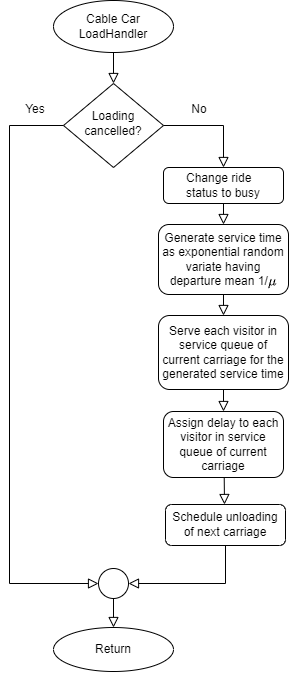 Cable Car
LoadHandler
Loading
cancelled?
Yes
No
Change ride
status to busy
Generate service time
as exponential random
variate having
departure mean 1/μ
Serve each visitor in
service queue of
current carriage for the
generated service time
Assign delay to each
visitor in service
queue of current
carriage
Schedule unloading
of next carriage
Return